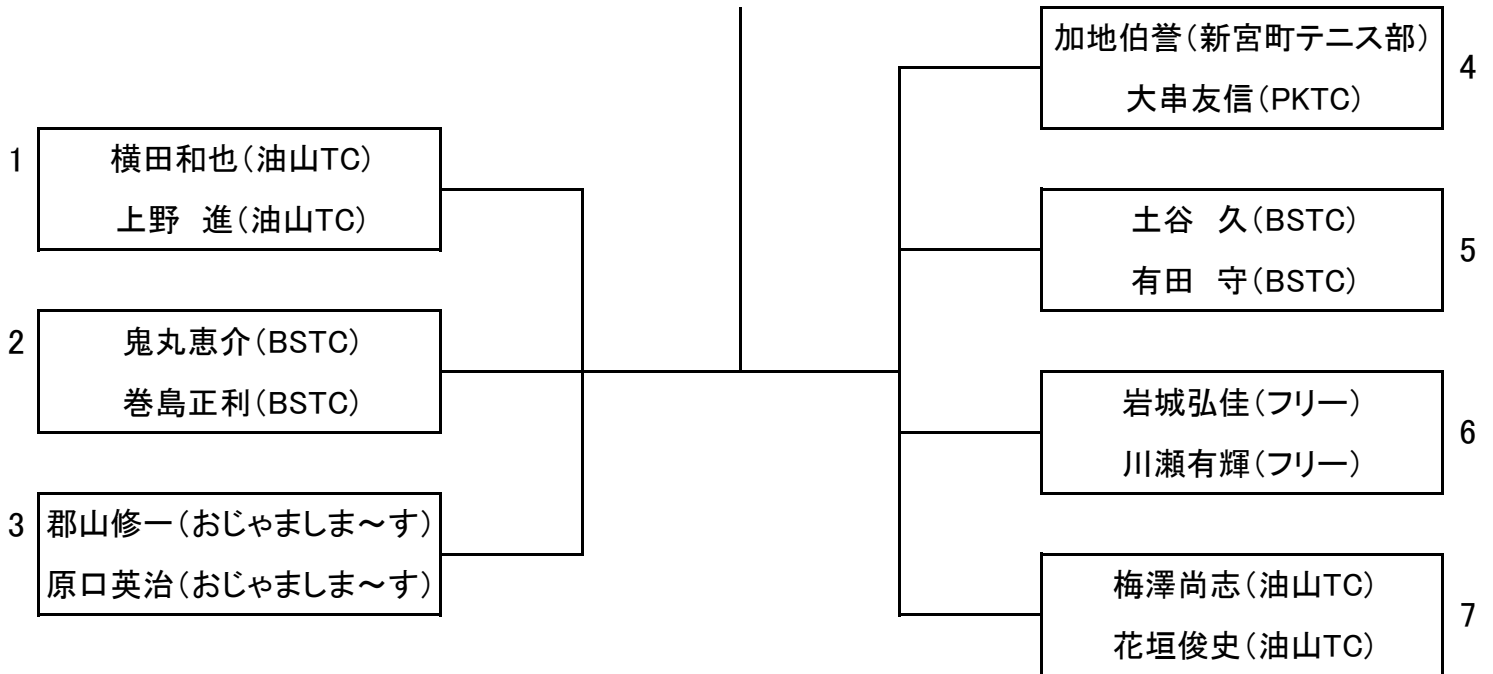 1
横田和也(油山TC)
上野　進(油山TC)
2
鬼丸恵介(BSTC)
巻島正利(BSTC)
3
郡山修一(おじゃましま～す)
原口英治(おじゃましま～す)
加地伯誉(新宮町テニス部)
大串友信(PKTC)
4
土谷　久(BSTC)
有田　守(BSTC)
5
岩城弘佳(フリー)
川瀬有輝(フリー)
6
梅澤尚志(油山TC)
花垣俊史(油山TC)
7